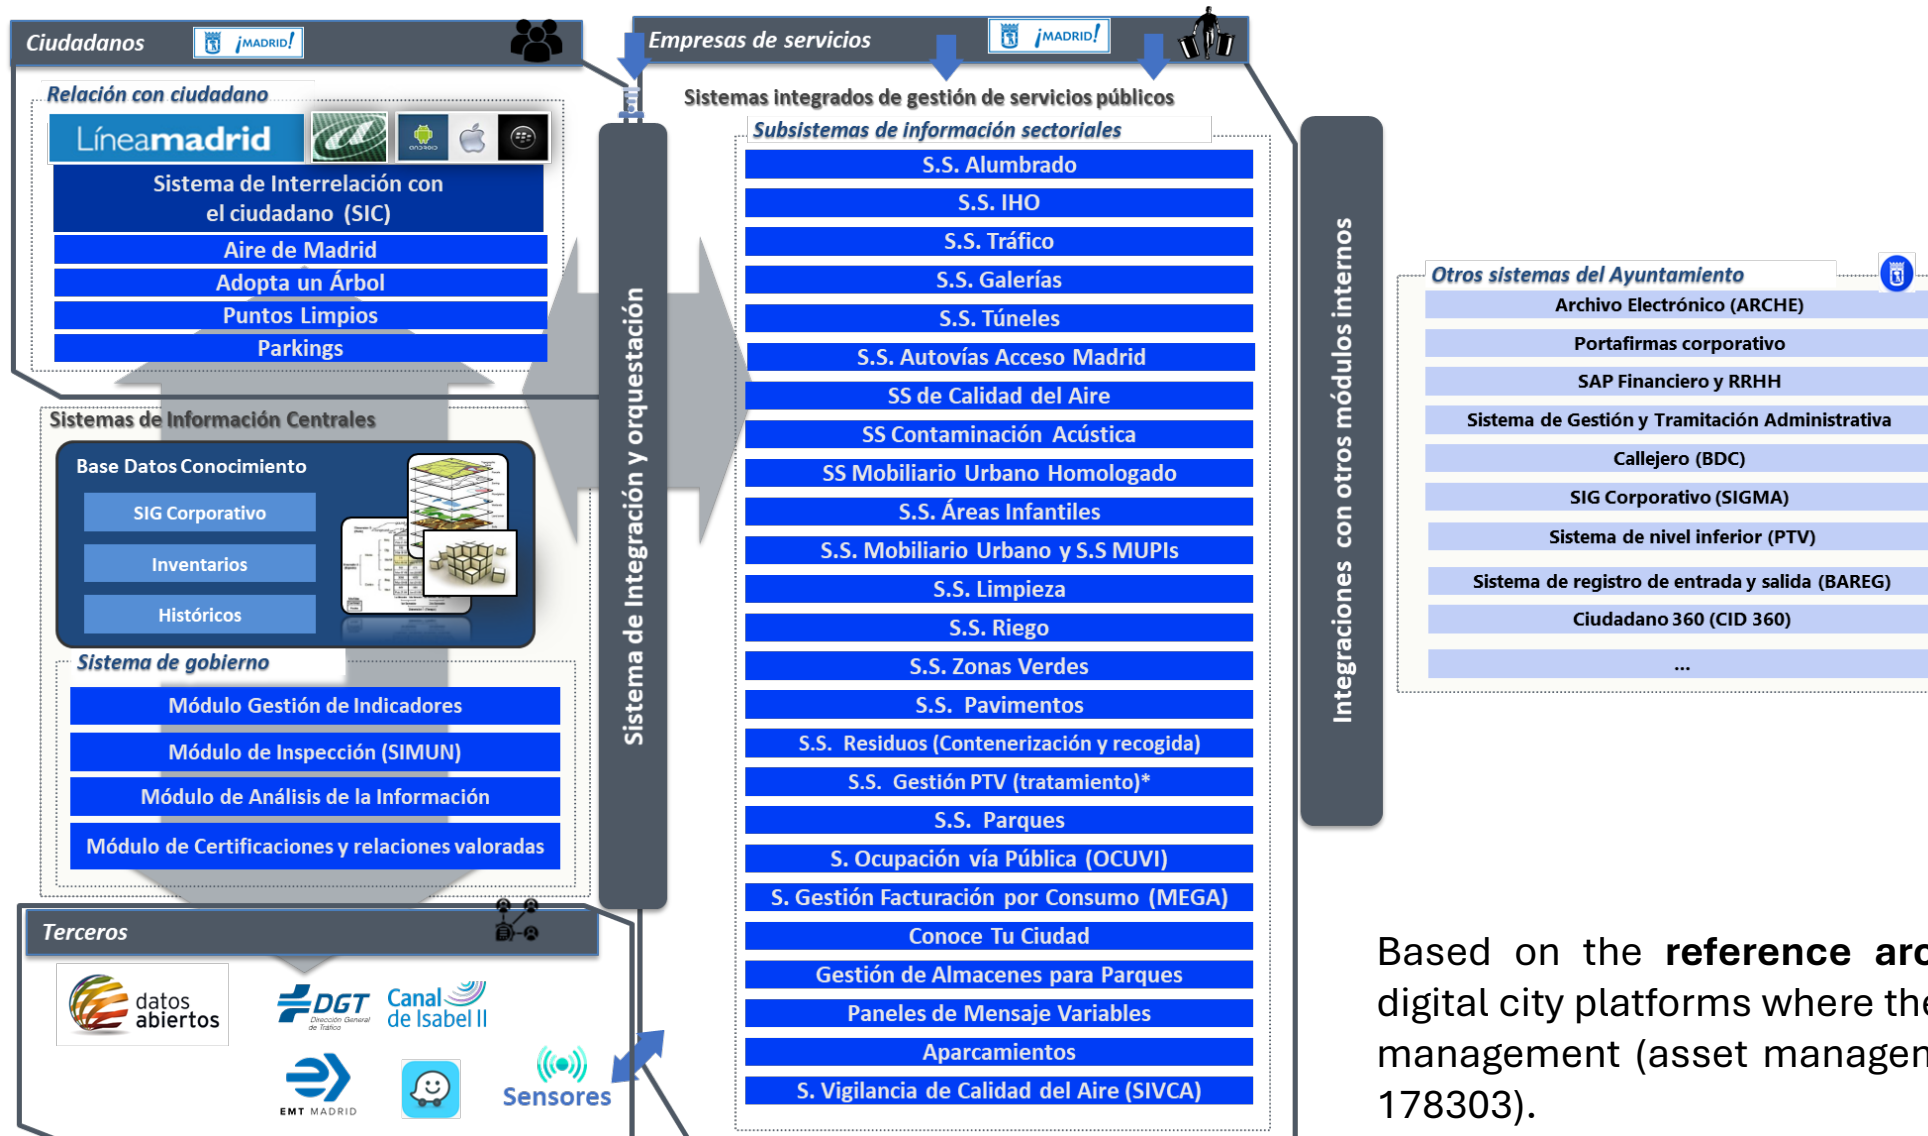 Ciudadanos
¡MADRID!
Relación con ciudadano
Líneamadrid
ANDROID
Sistema de Interrelación con
el ciudadano (SIC)
Aire de Madrid
Adopta un Árbol
Puntos Limpios
Parkings
Sistemas de Información Centrales
Base Datos Conocimiento
SIG Corporativo
Inventarios
Históricos
Sistema de gobierno
Módulo Gestión de Indicadores
Módulo de Inspección (SIMUN)
Módulo de Análisis de la Información
Módulo de Certificaciones y relaciones valoradas
Terceros
datos
abiertos
DGT
Dirección General
de Tráfico
Canal
de Isabel II
EMT MADRID
Sensores
Sistema de Integración y orquestación
Empresas de servicios
¡MADRID!
Sistemas integrados de gestión de servicios públicos
Subsistemas de información sectoriales
S.S. Alumbrado
S.S. IHO
S.S. Tráfico
S.S. Galerías
S.S. Túneles
S.S. Autovías Acceso Madrid
SS de Calidad del Aire
SS Contaminación Acústica
SS Mobiliario Urbano Homologado
S.S. Áreas Infantiles
S.S. Mobiliario Urbano y S.S MUPIs
S.S. Limpieza
S.S. Riego
S.S. Zonas Verdes
S.S. Pavimentos
S.S. Residuos (Contenerización y recogida)
S.S. Gestión PTV (tratamiento)*
S.S. Parques
S. Ocupación vía Pública (OCUVI)
S. Gestión Facturación por Consumo (MEGA)
Conoce Tu Ciudad
Gestión de Almacenes para Parques
Paneles de Mensaje Variables
Aparcamientos
S. Vigilancia de Calidad del Aire (SIVCA)
Integraciones con otros módulos internos
Otros sistemas del Ayuntamiento
Archivo Electrónico (ARCHE)
Portafirmas corporativo
SAP Financiero y RRHH
Sistema de Gestión y Tramitación Administrativa
Callejero (BDC)
SIG Corporativo (SIGMA)
Sistema de nivel inferior (PTV)
Sistema de registro de entrada y salida (BAREG)
Ciudadano 360 (CID 360)
...
Based on the reference arc
digital city platforms where the
management (asset managem
178303).